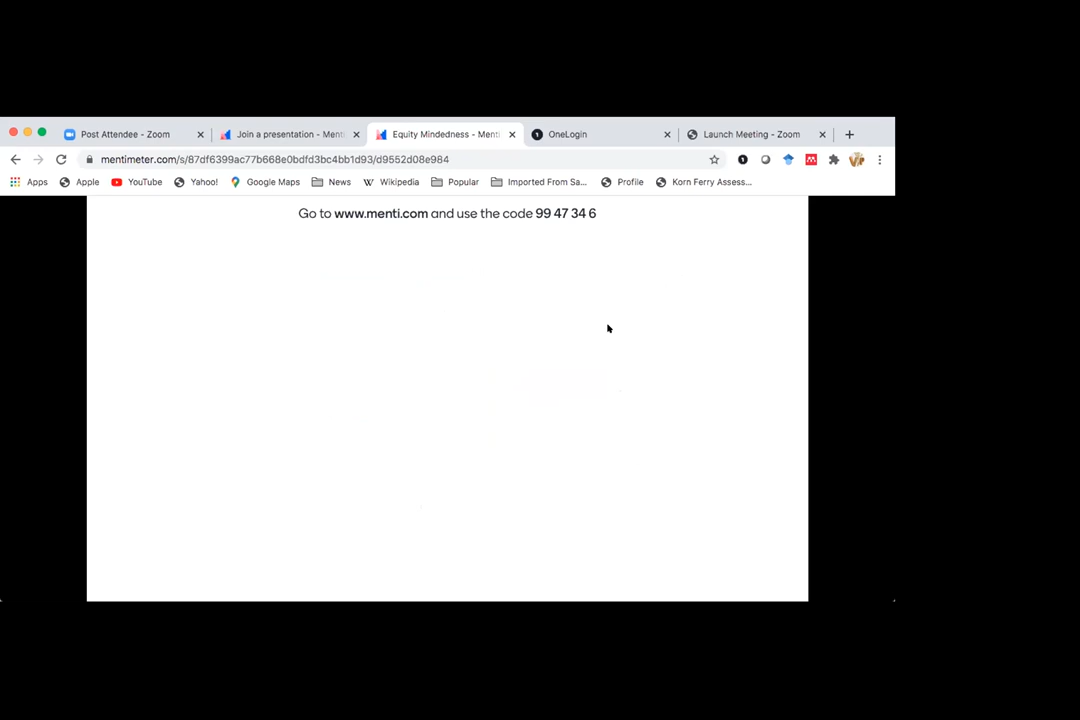 Post Attendee - Zoom
Join a presentation - Menti
Equity Mindedness - Menti
OneLogin
Launch Meeting - Zoom
mentimeter.com/s/87df6399ac77b668e0bdfd3bc4bb1d93/d9552d08e984
Apps Apple YouTube Yahoo! Google Maps News Wikipedia Popular Imported From Sa... Profile Korn Ferry Assess...
Go to www.menti.com and use the code 99 47 34 6